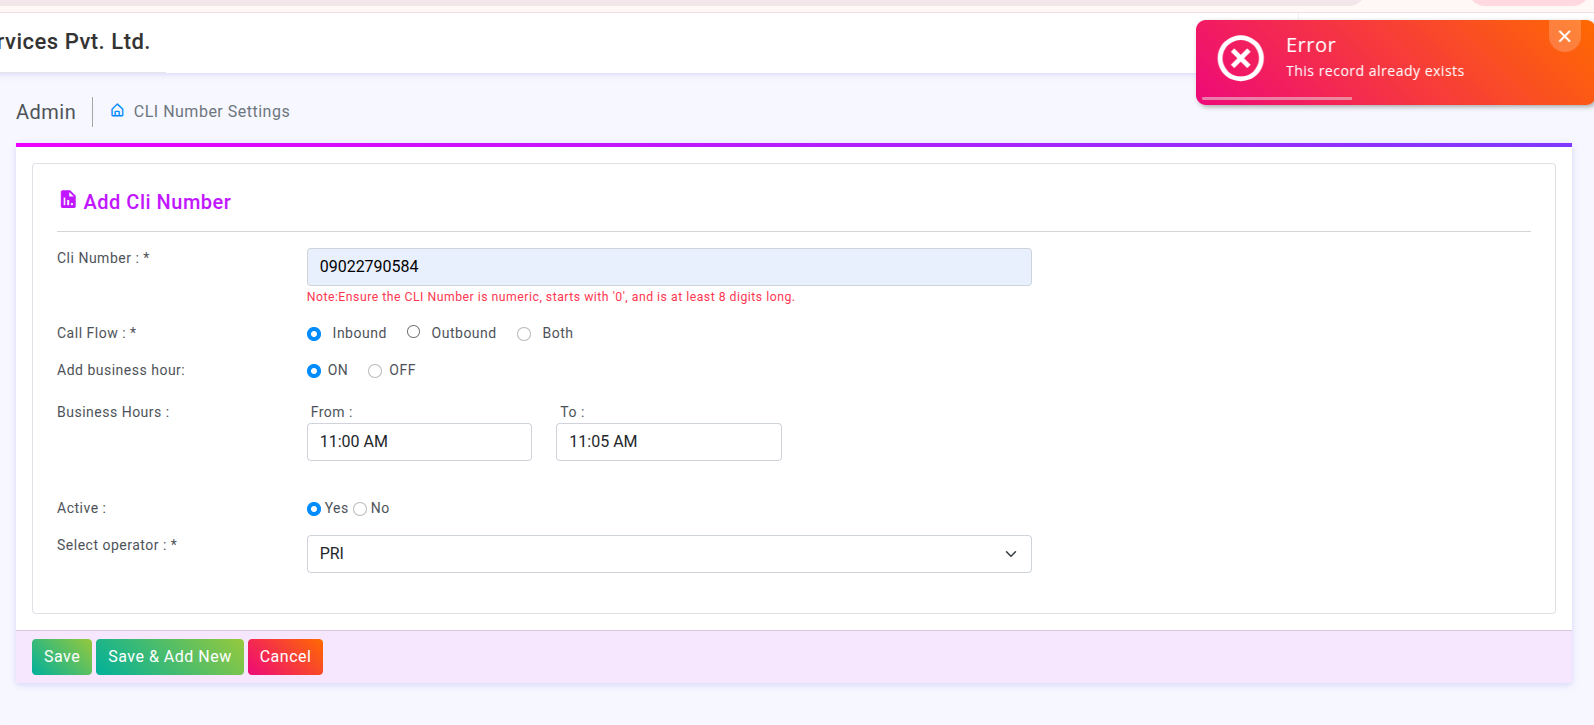 rvices Pvt. Ltd.
Error
This record already exists
Admin
CLI Number Settings
Add Cli Number
Cli Number : *
09022790584
Note:Ensure the CLI Number is numeric, starts with '0', and is at least 8 digits long.
Call Flow : *
Inbound Outbound Both
Add business hour:
ON OFF
Business Hours :
From : To :
11:00 AM 11:05 AM
Active :
Yes No
Select operator : *
PRI
Save Save & Add New Cancel